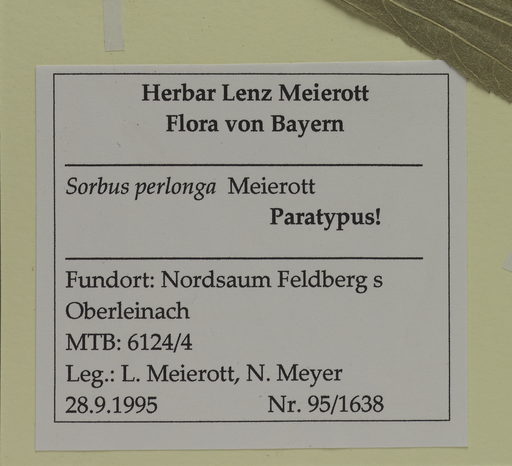 Herbar Lenz Meierott
Flora von Bayern
Sorbus perlonga Meierott
Paratypus!
Fundort: Nordsaum Feldberg s
Oberleinach
MTB: 6124/4
Leg.: L. Meierott, N. Meyer
28.9.1995 Nr. 95/1638